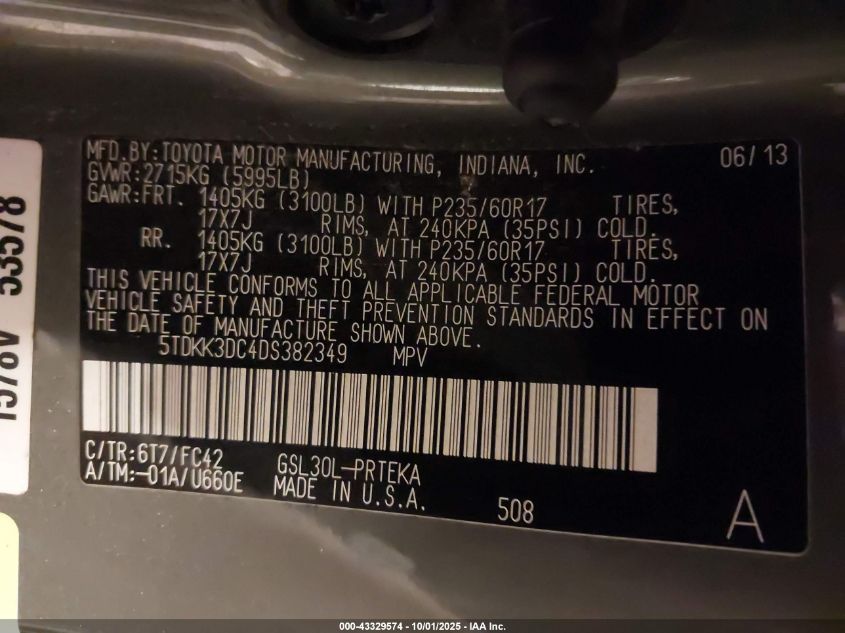 MFD.BY:TOYOTA MOTOR MANUFACTURING, INDIANA, INC. 06/13
GVWR:2715KG (5995LB)
GAWR:FRT. 1405KG (3100LB) WITH P235/60R17 TIRES,
17X7J RIMS, AT 240KPA (35PSI) COLD.
RR. 1405KG (3100LB) WITH P235/60R17 TIRES,
17X7J RIMS, AT 240KPA (35PSI) COLD.
THIS VEHICLE CONFORMS TO ALL APPLICABLE FEDERAL MOTOR
VEHICLE SAFETY AND THEFT PREVENTION STANDARDS IN EFFECT ON
THE DATE OF MANUFACTURE SHOWN ABOVE.
5TDKK3DC4DS382349 MPV
C/TR:6T7/FC42 GSL30L-PRTEKA
A/TM:-01A/U660E MADE IN U.S.A.
508 A
1578V 53578
000-43329574 - 10/01/2025 - IAA Inc.